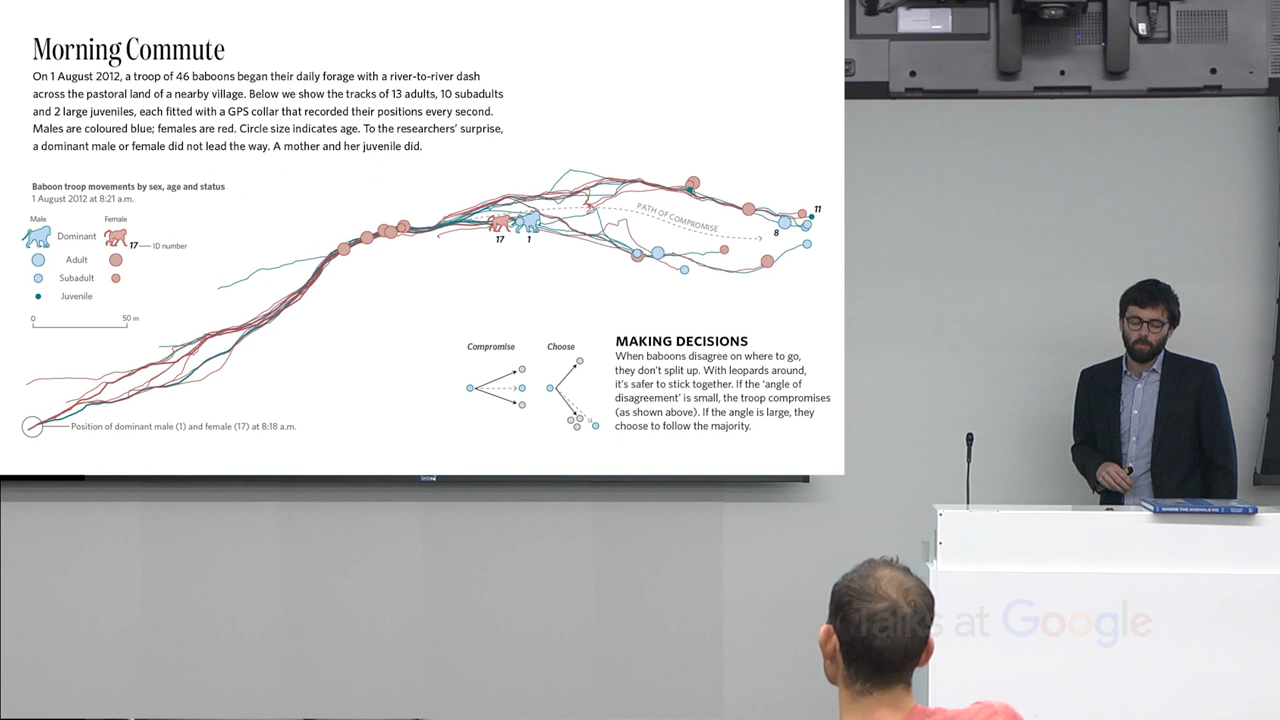 Morning Commute
On 1 August 2012, a troop of 46 baboons began their daily forage with a river-to-river dash
across the pastoral land of a nearby village. Below we show the tracks of 13 adults, 10 subadults
and 2 large juveniles, each fitted with a GPS collar that recorded their positions every second.
Males are coloured blue; females are red. Circle size indicates age. To the researchers' surprise,
a dominant male or female did not lead the way. A mother and her juvenile did.
Baboon troop movements by sex, age and status
1 August 2012 at 8:21 a.m.
Male
Female
Dominant
17 ID number
Adult
Subadult
Juvenile
0 50 m
17
1
PATH OF COMPROMISE
8
11
Position of dominant male (1) and female (17) at 8:18 a.m.
Compromise
Choose
MAKING DECISIONS
When baboons disagree on where to go,
they don't split up. With leopards around,
it's safer to stick together. If the 'angle of
disagreement' is small, the troop compromises
(as shown above). If the angle is large, they
choose to follow the majority.
WHERE THE ANIMALS GO
Talks at Google